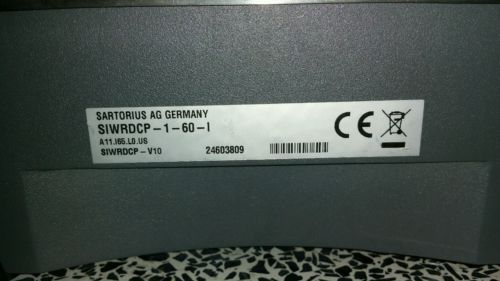 SARTORIUS AG GERMANY
SIWRDCP-1-60-I
A11.I65.L0.US
SIWRDCP-V10 24603809
CE